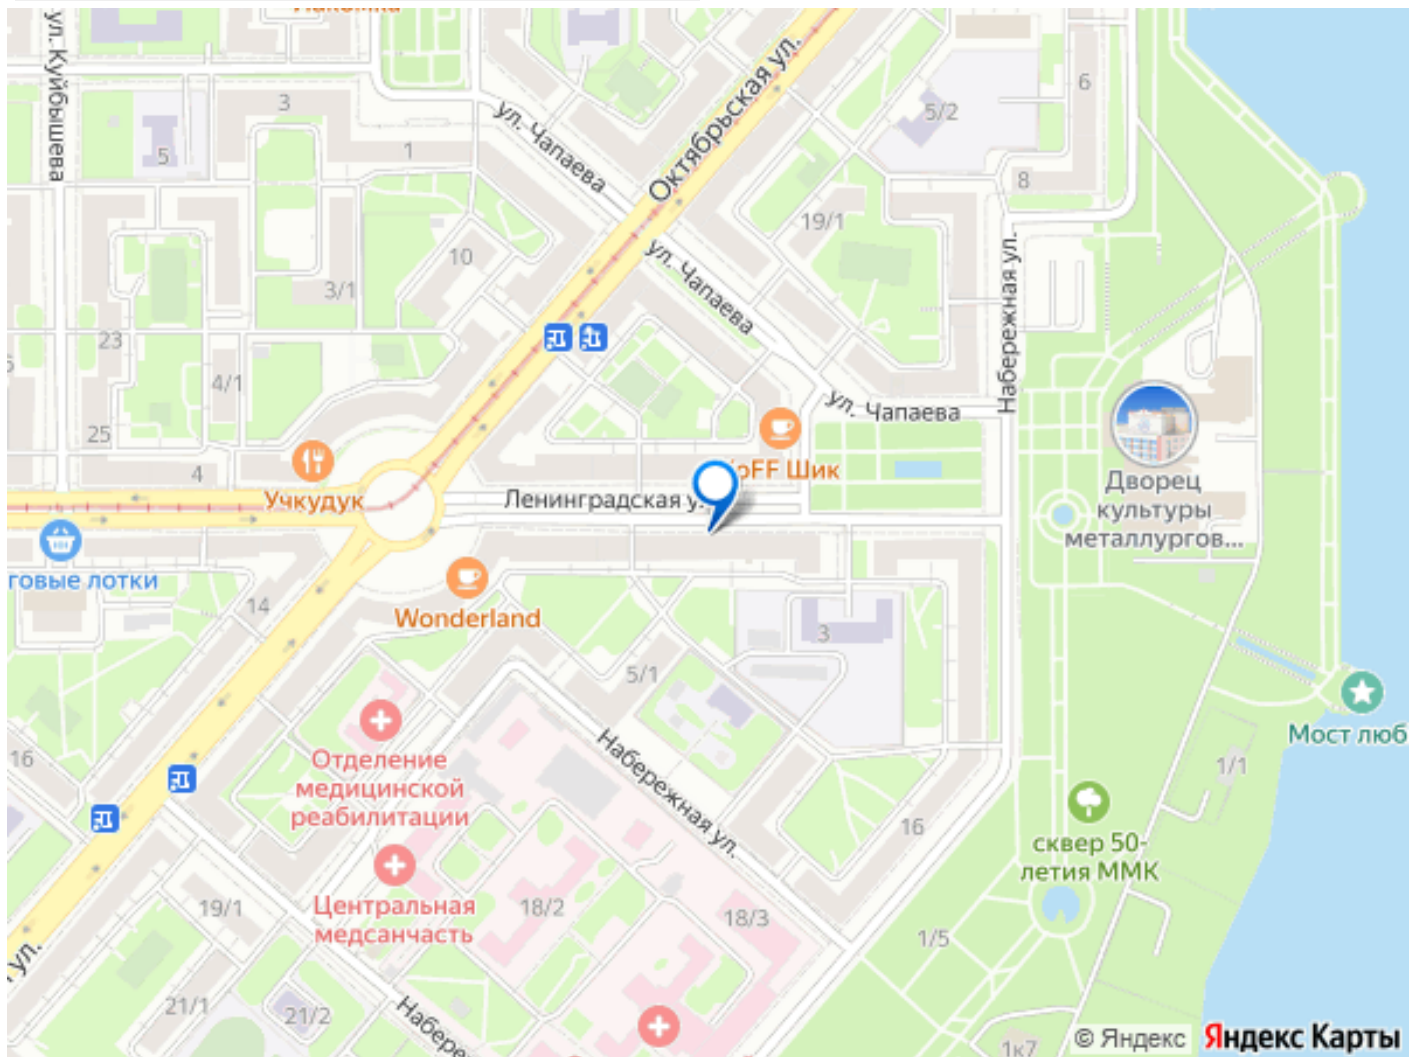 Лакомка
ул. Куйбышева
3
5
1
ул. Чапаева
Октябрьская ул.
6
5/2
8
19/1
10
3/1
ул. Чапаева
Набережная ул.
23
4/1
25
4
Учкудук
ул. Чапаева
FF Шик
Ленинградская у
Дворец
культуры
металлургов...
говые лотки
14
Wonderland
3
5/1
16
Отделение
медицинской
реабилитации
Набережная ул.
Мост люб
1/1
16
сквер 50-
летия ММК
Центральная
медсанчасть
19/1
18/2
18/3
1/5
ул.
21/1
21/2
Набереж
1к7
© Яндекс
Яндекс Карты